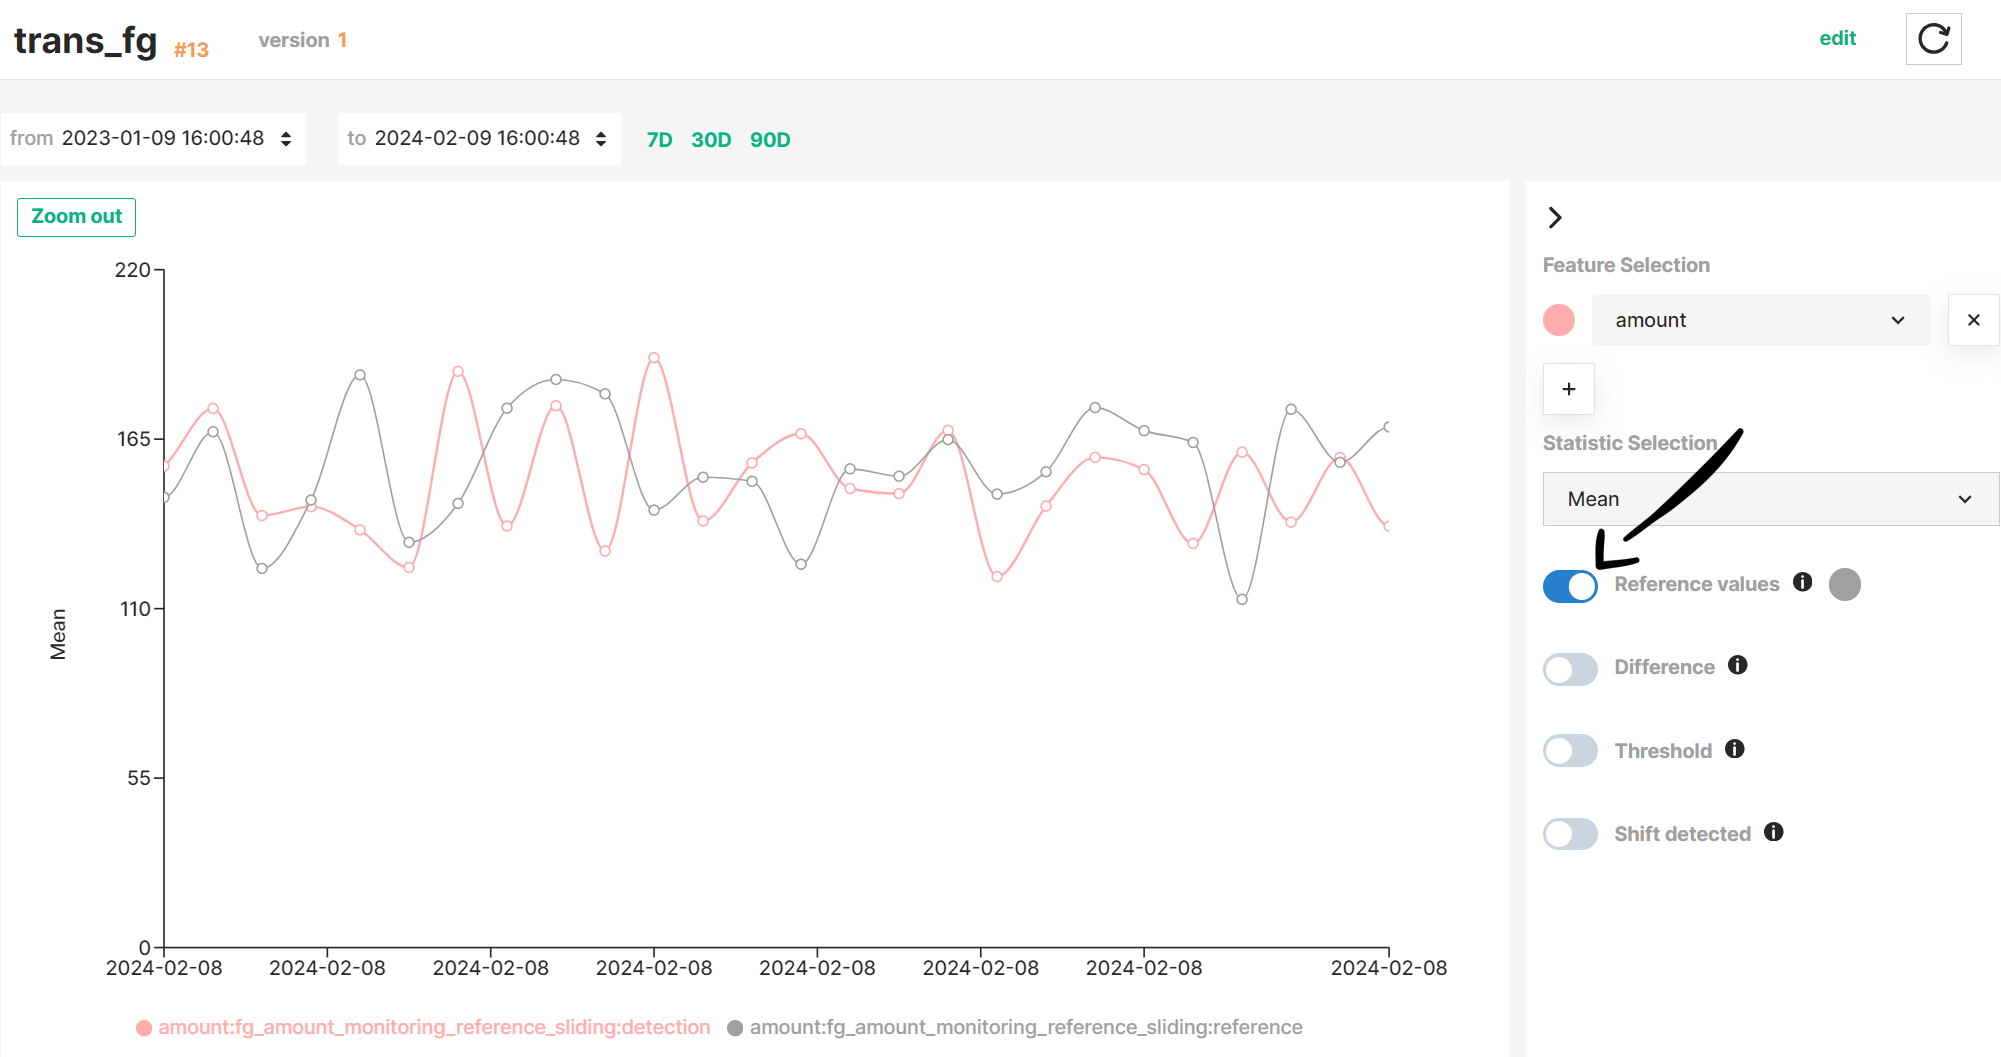 trans_fg #13 version 1 edit
from 2023-01-09 16:00:48 to 2024-02-09 16:00:48 7D 30D 90D
Zoom out
220
165
110
55
0
Mean
2024-02-08 2024-02-08 2024-02-08 2024-02-08 2024-02-08 2024-02-08 2024-02-08 2024-02-08
amount:fg_amount_monitoring_reference_sliding:detection amount:fg_amount_monitoring_reference_sliding:reference
Feature Selection
amount
Statistic Selection
Mean
Reference values
Difference
Threshold
Shift detected